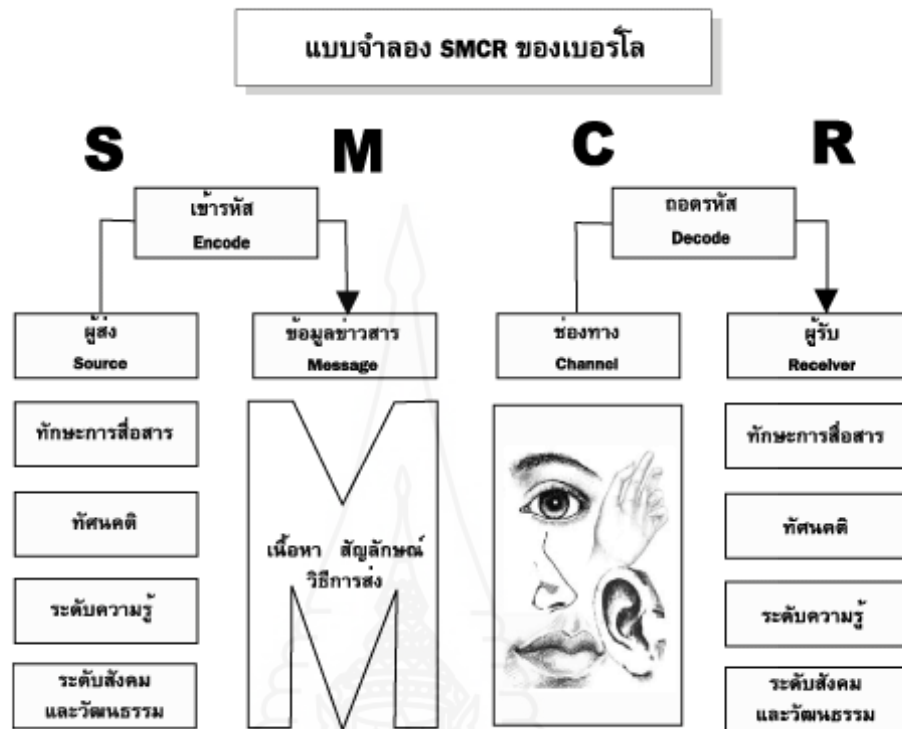 แบบจำลอง SMCR ของเบอร์โล
S M C R
เข้ารหัส
Encode
ถอดรหัส
Decode
ผู้ส่ง
Source
ข้อมูลข่าวสาร
Message
ช่องทาง
Channel
ผู้รับ
Recelver
ทักษะการสื่อสาร
ทัศนคติ
ระดับความรู้
ระดับสังคม
และวัฒนธรรม
เนื้อหา สัญลักษณ์
วิธีการส่ง
ทักษะการสื่อสาร
ทัศนคติ
ระดับความรู้
ระดับสังคม
และวัฒนธรรม